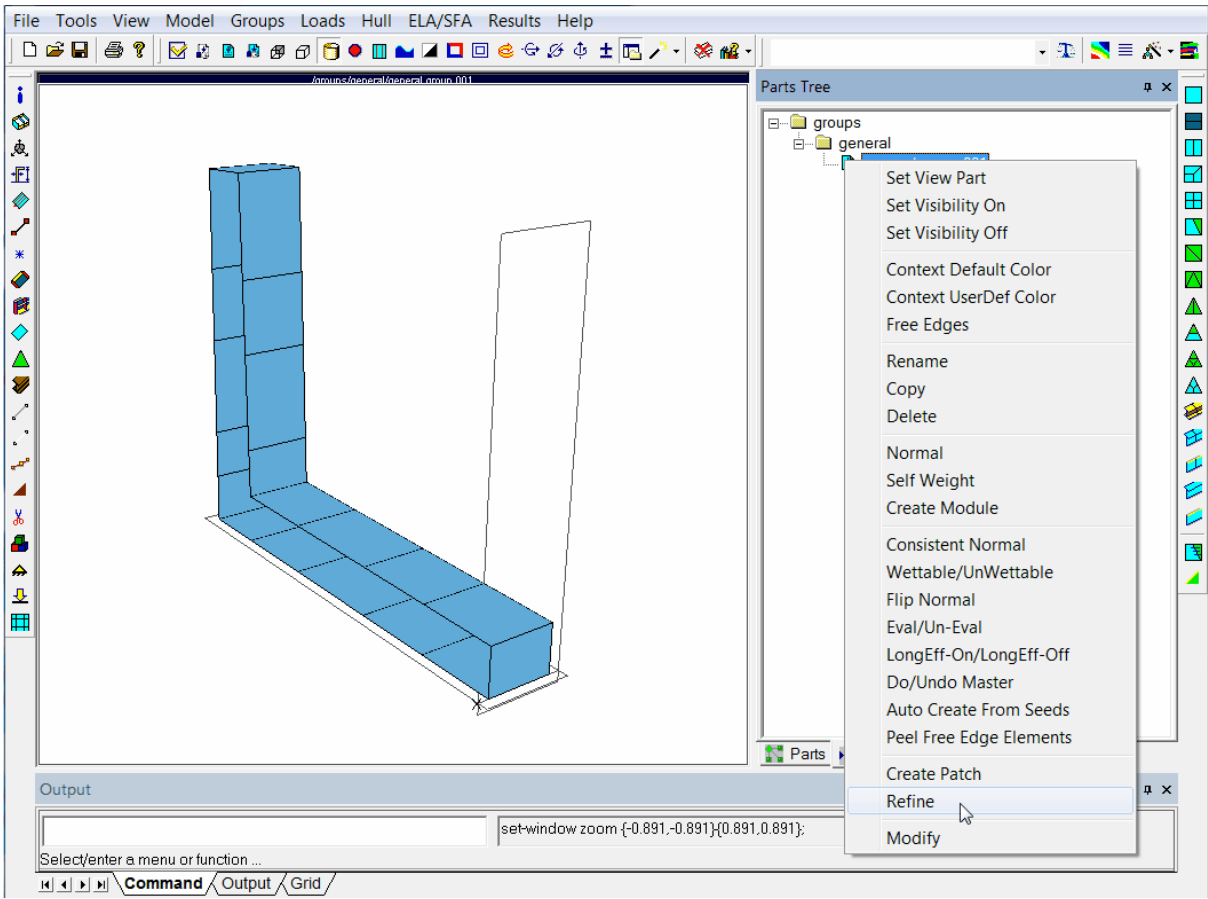 File Tools View Model Groups Loads Hull ELA/SFA Results Help
/groups/general/general.group.001
Parts Tree
groups
general
Set View Part
Set Visibility On
Set Visibility Off
Context Default Color
Context UserDef Color
Free Edges
Rename
Copy
Delete
Normal
Self Weight
Create Module
Consistent Normal
Wettable/UnWettable
Flip Normal
Eval/Un-Eval
LongEff-On/LongEff-Off
Do/Undo Master
Auto Create From Seeds
Peel Free Edge Elements
Create Patch
Refine
Modify
Parts
Output
set-window zoom {-0.891,-0.891}{0.891,0.891};
Select/enter a menu or function ...
Command Output Grid